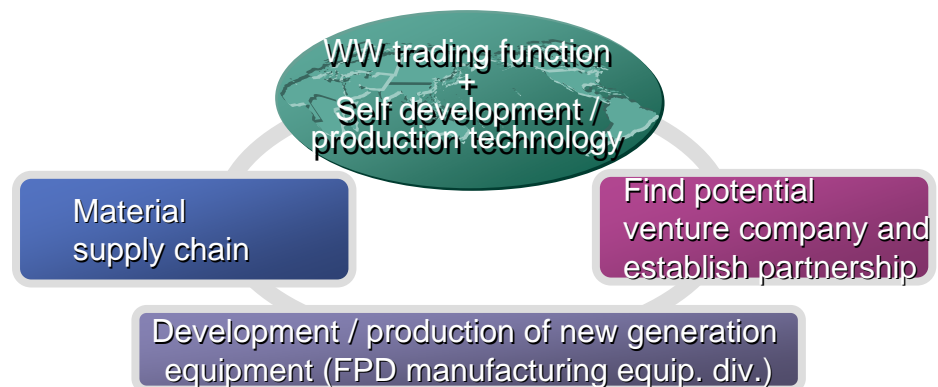 WW trading function
+
Self development /
production technology
Material
supply chain
Find potential
venture company and
establish partnership
Development / production of new generation
equipment (FPD manufacturing equip. div.)